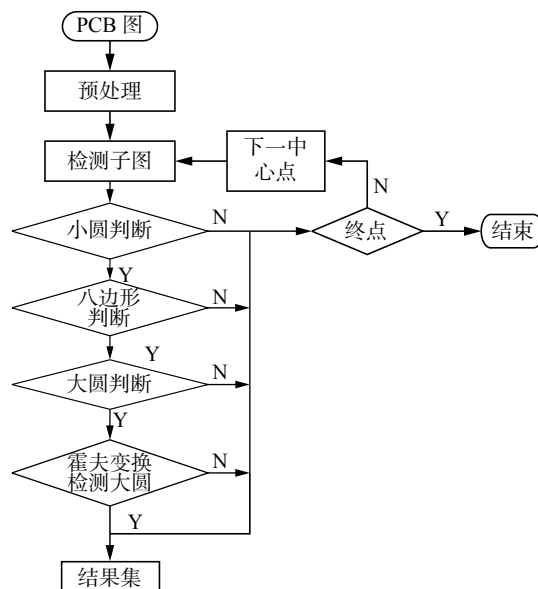 PCB 图
预处理
检测子图
下一中
心点
N
小圆判断
N
终点
Y
结束
Y
八边形
判断
N
Y
大圆判断
N
Y
霍夫变换
检测大圆
N
Y
结果集